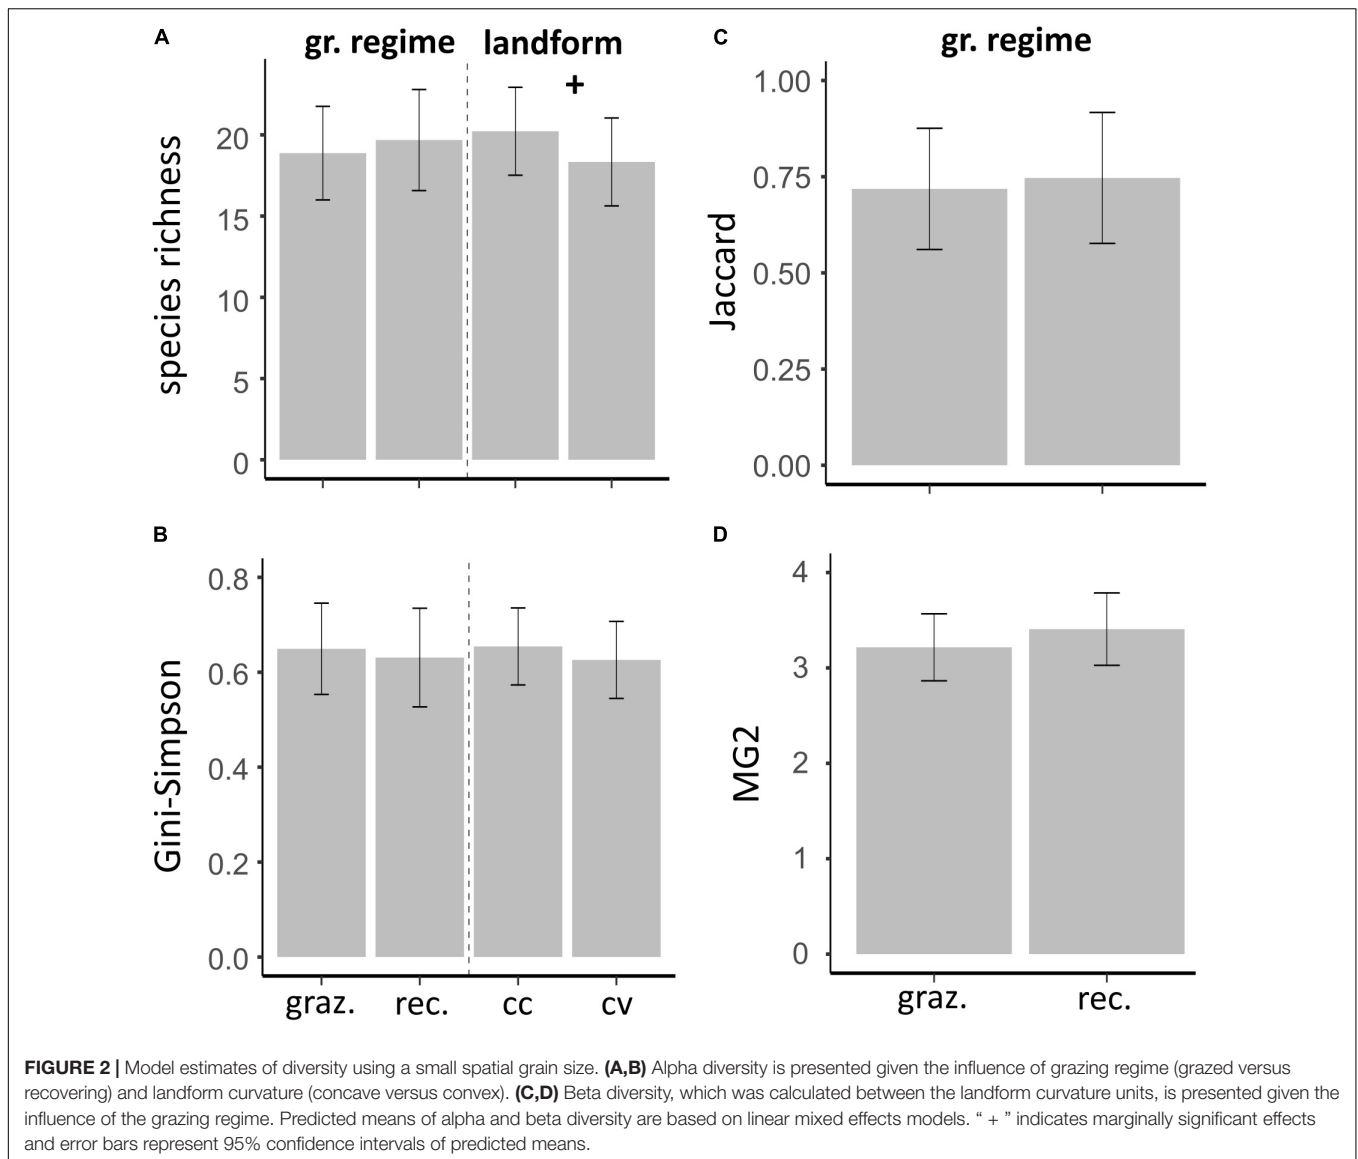 A
gr. regime
landform
+
species richness
20
15
10
5
0
C
gr. regime
Jaccard
1.00
0.75
0.50
0.25
0.00
B
Gini-Simpson
0.8
0.6
0.4
0.2
0.0
graz. rec. cc cv
D
MG2
4
3
2
1
0
graz. rec.
FIGURE 2 | Model estimates of diversity using a small spatial grain size. (A,B) Alpha diversity is presented given the influence of grazing regime (grazed versus
recovering) and landform curvature (concave versus convex). (C,D) Beta diversity, which was calculated between the landform curvature units, is presented given the
influence of the grazing regime. Predicted means of alpha and beta diversity are based on linear mixed effects models. “ + ” indicates marginally significant effects
and error bars represent 95% confidence intervals of predicted means.